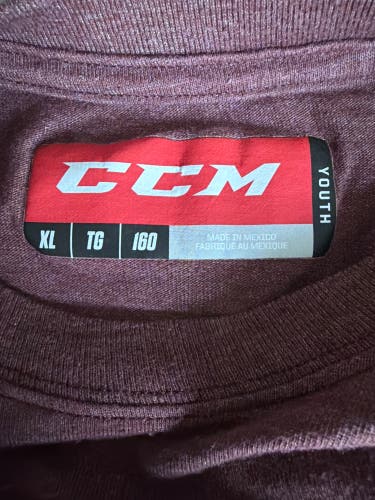 CCM
YOUTH
XL TG 160
MADE IN MEXICO
FABRIQUÉ AU MEXIQUE